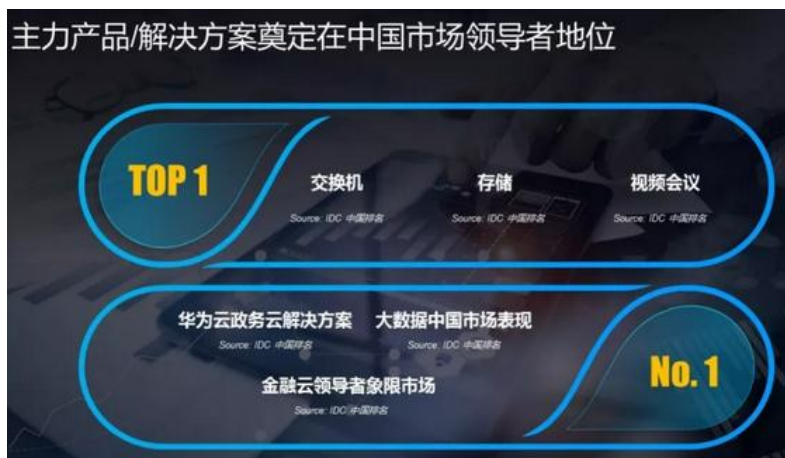 主力产品/解决方案奠定在中国市场领导者地位
TOP 1
交换机 存储 视频会议
Source: IDC 中国排名 Source: IDC 中国排名 Source: IDC 中国排名
华为云政务云解决方案 大数据中国市场表现
Source: IDC 中国排名 Source: IDC 中国排名
No. 1
金融云领导者象限市场
Source: IDC 中国排名